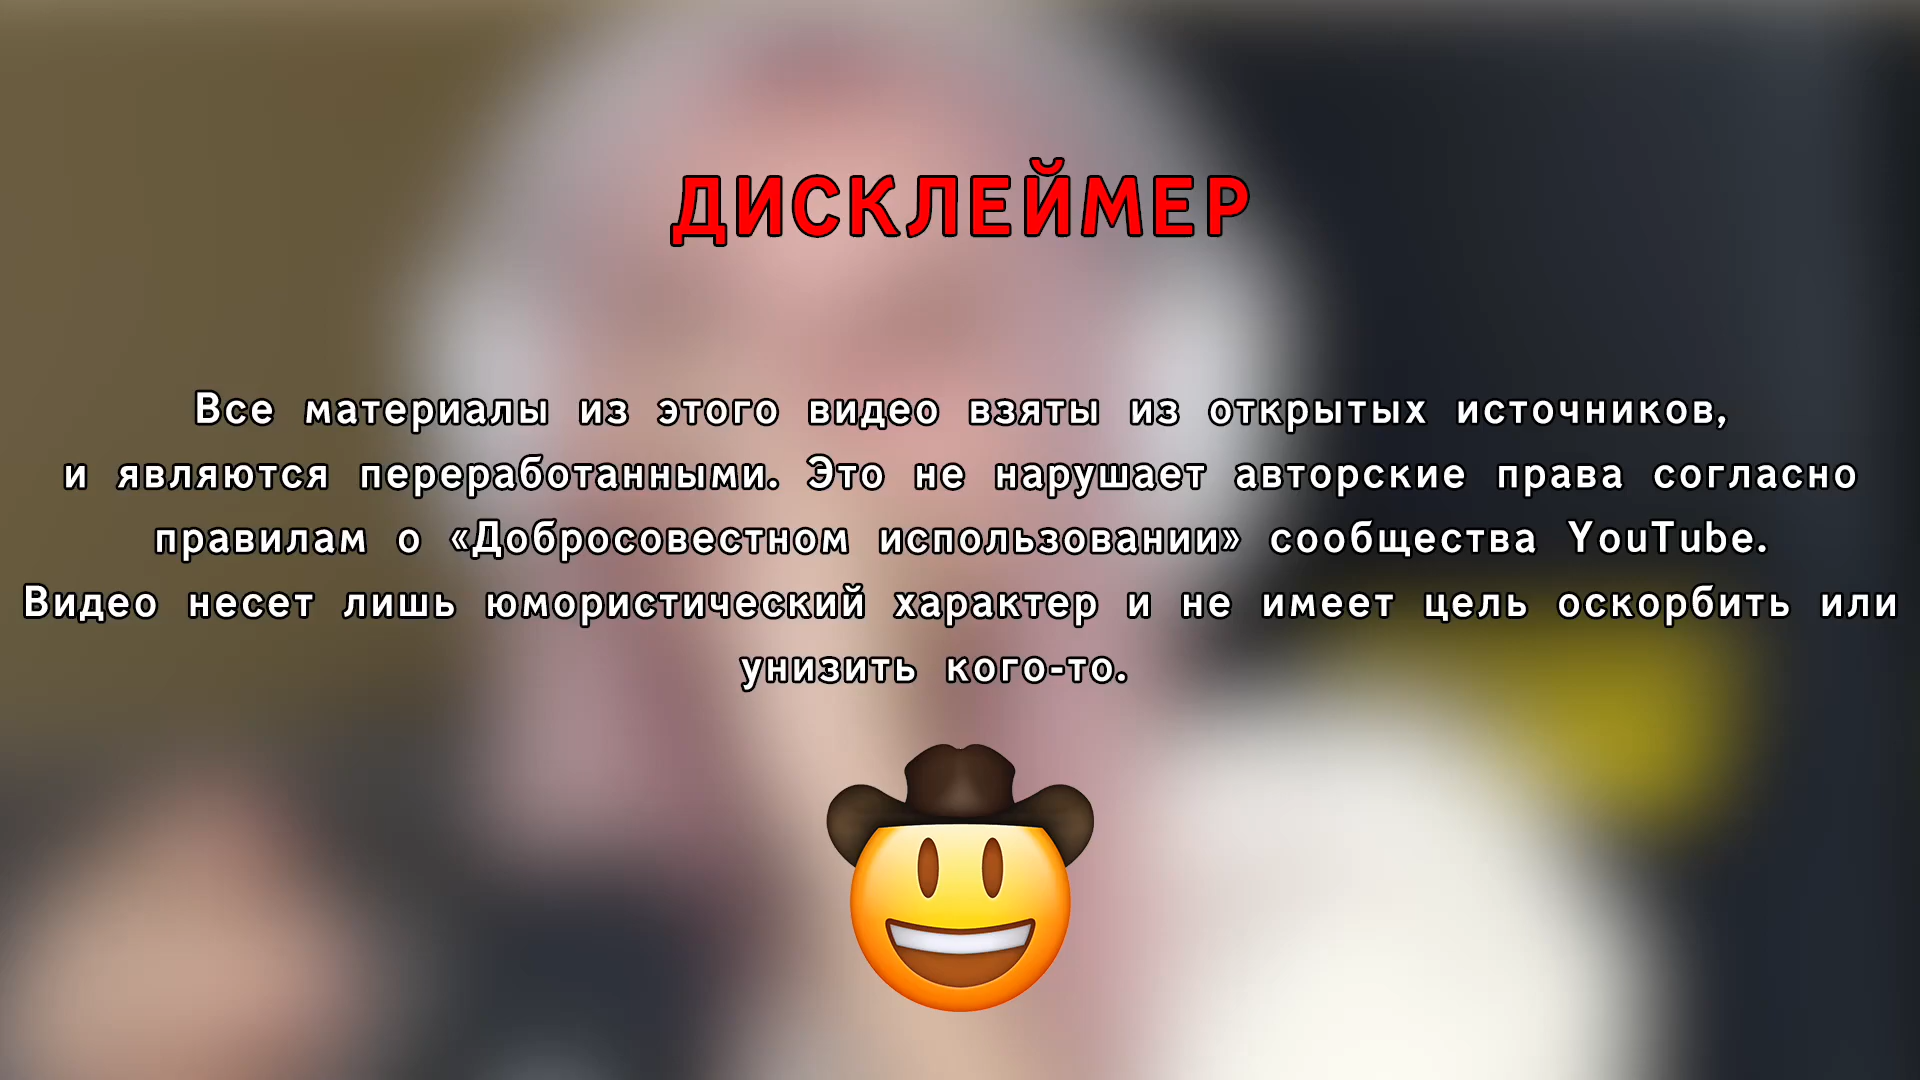 ДИСКЛЕЙМЕР
Все материалы из этого видео взяты из открытых источников,
и являются переработанными. Это не нарушает авторские права согласно
правилам о «Добросовестном использовании» сообщества YouTube.
Видео несет лишь юмористический характер и не имеет цель оскорбить или
унизить кого-то.